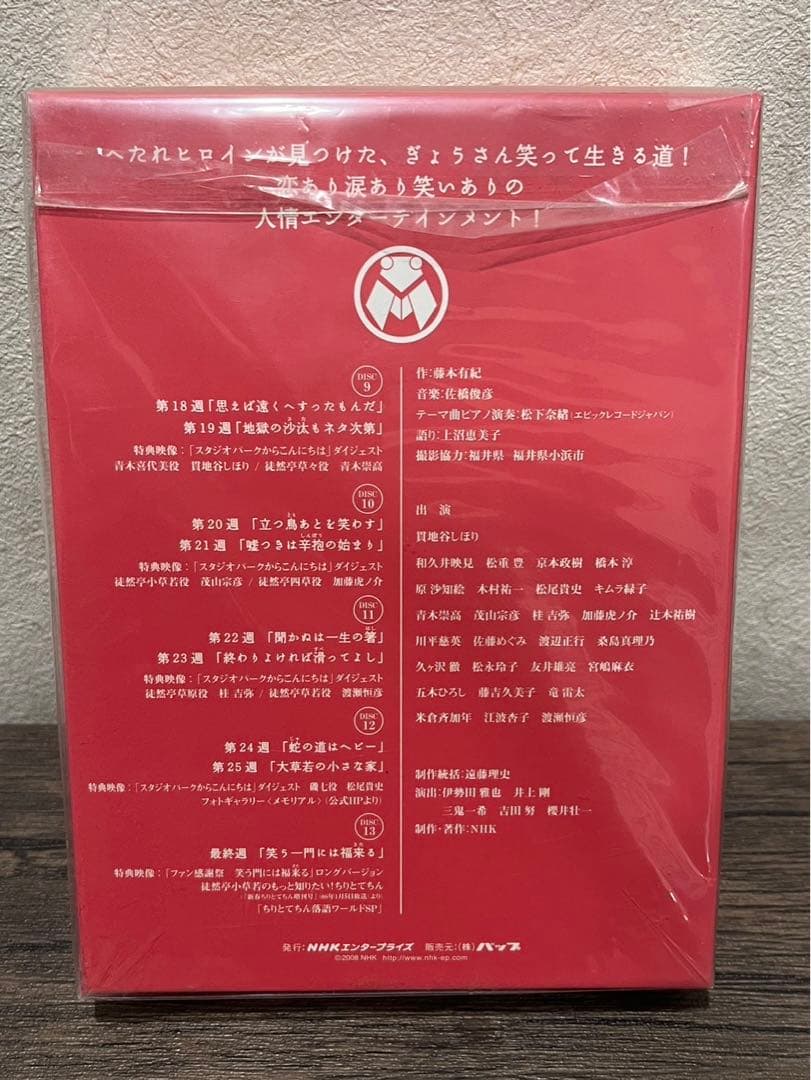 へたれヒロインが見つけた、ぎょうさん笑って生きる道！
恋あり涙あり笑いありの
人情エンターテインメント！
DISC
9
第18週「思えば遠くへすったもんだ」
第19週「地獄の沙汰もネタ次第」
特典映像：「スタジオパークからこんにちは」ダイジェスト
青木喜代美役 貫地谷しほり / 徒然亭草々役 青木崇高
DISC
10
第20週 「立つ鳥あとを笑わす」
第21週 「嘘つきは辛抱の始まり」
特典映像：「スタジオパークからこんにちは」ダイジェスト
徒然亭小草若役 茂山宗彦 / 徒然亭四草役 加藤虎ノ介
DISC
11
第22週 「聞かぬは一生の箸」
第23週 「終わりよければ滑ってよし」
特典映像：「スタジオパークからこんにちは」ダイジェスト
徒然亭草原役 桂 吉弥 / 徒然亭草若役 渡瀬恒彦
DISC
12
第24週 「蛇の道はヘビー」
第25週 「大草若の小さな家」
特典映像：「スタジオパークからこんにちは」ダイジェスト 磯七役 松尾貴史
フォトギャラリー〈メモリアル〉（公式HPより）
DISC
13
最終週 「笑う一門には福来る」
特典映像：「ファン感謝祭 笑う門には福来る」ロングバージョン
徒然亭小草若のもっと知りたい！ちりとてちん
「新春ちりとてちん増刊号」（08年1月5日放送）より）
「ちりとてちん落語ワールドSP」
作：藤本有紀
音楽：佐橋俊彦
テーマ曲ピアノ演奏：松下奈緒（エピックレコードジャパン）
語り：上沼恵美子
撮影協力：福井県 福井県小浜市
出 演
貫地谷しほり
和久井映見 松重 豊 京本政樹 橋本 淳
原 沙知絵 木村祐一 松尾貴史 キムラ緑子
青木崇高 茂山宗彦 桂 吉弥 加藤虎ノ介 辻本祐樹
川平慈英 佐藤めぐみ 渡辺正行 桑島真理乃
久ヶ沢 徹 松永玲子 友井雄亮 宮嶋麻衣
五木ひろし 藤吉久美子 竜 雷太
米倉斉加年 江波杏子 渡瀬恒彦
制作統括：遠藤理史
演出：伊勢田 雅也 井上 剛
三鬼一希 吉田 努 櫻井壮一
制作・著作：NHK
発行：NHKエンタープライズ 販売元：（株）バップ
©2008 NHK http://www.nhk-ep.com